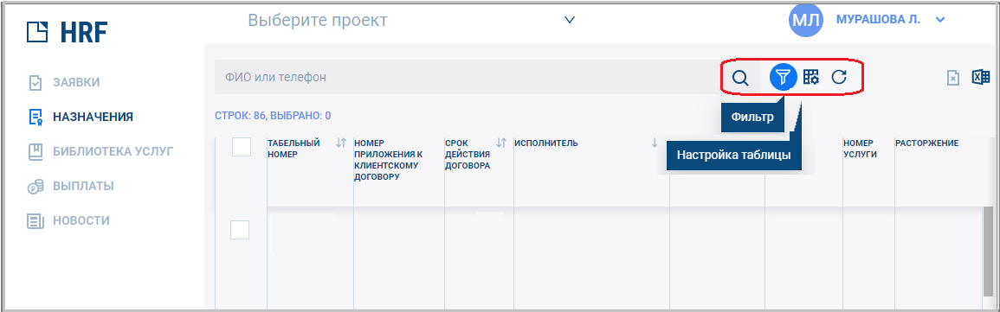 HRF
Выберите проект
МЛ
МУРАШОВА Л.
ЗАЯВКИ
НАЗНАЧЕНИЯ
БИБЛИОТЕКА УСЛУГ
ВЫПЛАТЫ
НОВОСТИ
ФИО или телефон
СТРОК: 86, ВЫБРАНО: 0
Фильтр
Настройка таблицы
ТАБЕЛЬНЫЙ
НОМЕР
НОМЕР
ПРИЛОЖЕНИЯ К
КЛИЕНТСКОМУ
ДОГОВОРУ
СРОК
ДЕЙСТВИЯ
ДОГОВОРА
ИСПОЛНИТЕЛЬ
НОМЕР
УСЛУГИ
РАСТОРЖЕНИЕ